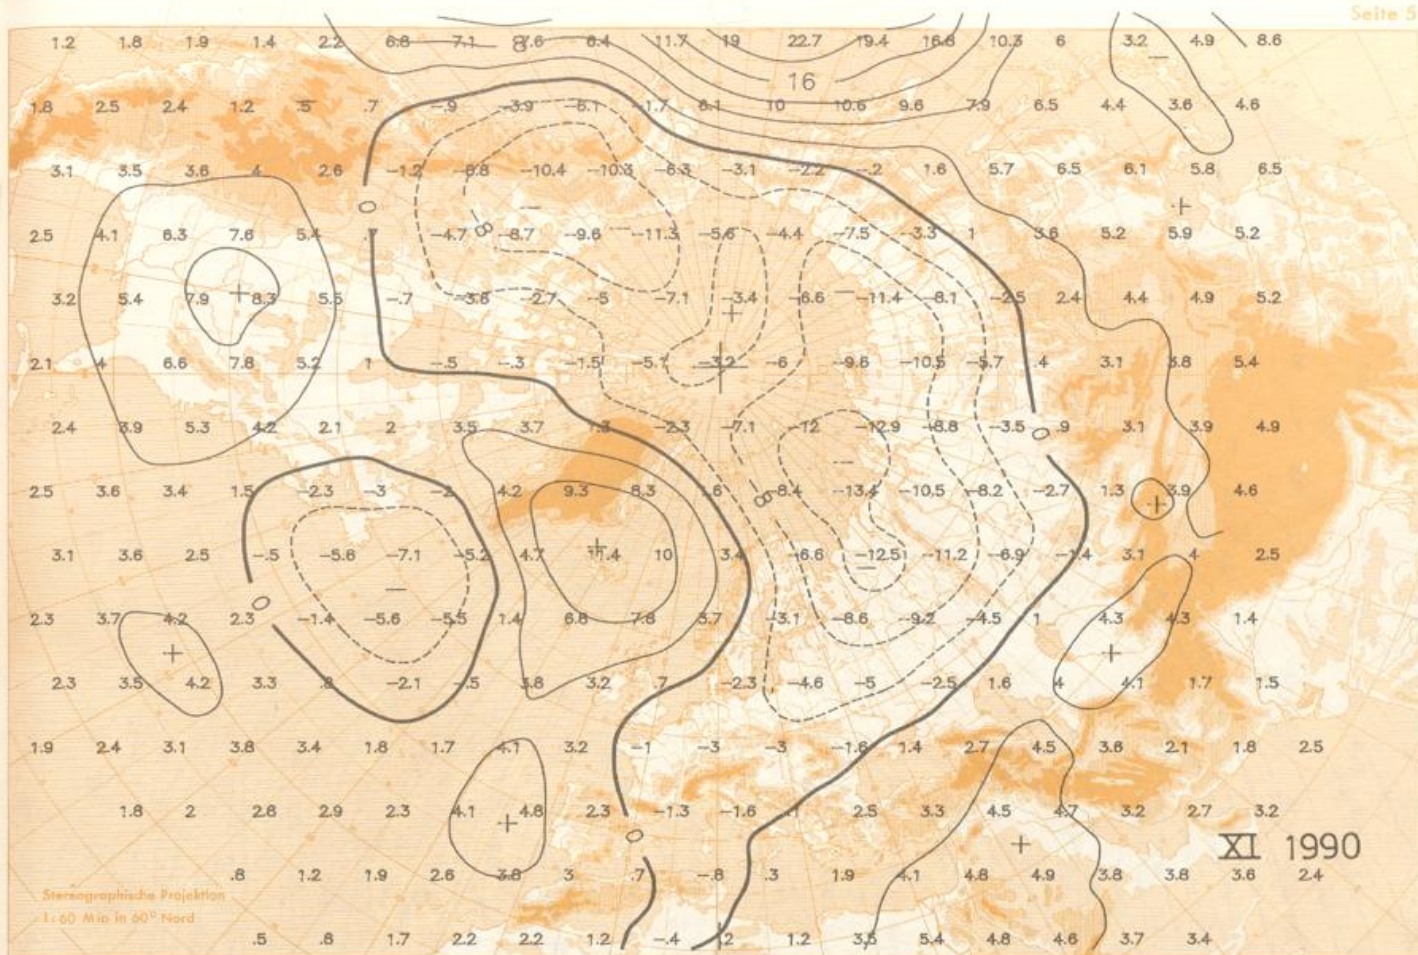 Seite 5
1.2 1.8 1.9 1.4 2.2 6.8 7.1 7.6 6.4 11.7 19 22.7 19.4 16.8 10.3 6 3.2 4.9 8.6
8
16
1.8 2.5 2.4 1.2 .5 .7 -.9 -3.9 -6.1 -1.7 6.1 10 10.6 9.6 7.9 6.5 4.4 3.6 4.6
3.1 3.5 3.6 4 2.6 -1.2 -6.8 -10.4 -10.3 -6.3 -3.1 -2.2 -.2 1.6 5.7 6.5 6.1 5.8 6.5
0
2.5 4.1 6.3 7.6 5.4 .7 -4.7 -8.7 -9.6 -11.3 -5.6 -4.4 -7.5 -3.3 1 3.6 5.2 5.9 5.2
-8
3.2 5.4 7.9 8.3 5.5 -.7 -3.8 -2.7 -5 -7.1 -3.4 -6.6 -11.4 -8.1 -2.5 2.4 4.4 4.9 5.2
2.1 4 6.6 7.8 5.2 1 -.5 -.3 -1.5 -5.1 -3.2 -6 -9.6 -10.5 -5.7 .4 3.1 3.8 5.4
2.4 3.9 5.3 4.2 2.1 2 3.5 3.7 1.3 -2.3 -7.1 -12 -12.9 -8.8 -3.5 .9 3.1 3.9 4.9
0
2.5 3.6 3.4 1.5 -2.3 -3 -2 4.2 9.3 8.3 1.6 -8.4 -13.4 -10.5 -8.2 -2.7 1.3 3.9 4.6
-8
3.1 3.6 2.5 -.5 -5.6 -7.1 -5.2 4.7 11.4 10 3.4 -6.6 -12.5 -11.2 -6.9 -1.4 3.1 4 2.5
0
2.3 3.7 4.2 2.3 -1.4 -5.6 -5.5 1.4 6.8 7.8 3.7 -3.1 -8.6 -9.2 -4.5 1 4.3 4.3 1.4
2.3 3.5 4.2 3.3 .8 -2.1 -.5 3.8 3.2 .7 -2.3 -4.6 -5 -2.5 1.6 4 4.1 1.7 1.5
1.9 2.4 3.1 3.8 3.4 1.8 1.7 4.1 3.2 -1 -3 -3 -1.6 1.4 2.7 4.5 3.6 2.1 1.8 2.5
1.8 2 2.8 2.9 2.3 4.1 4.8 2.3 -1.3 -1.6 .1 2.5 3.3 4.5 4.7 3.2 2.7 3.2
0
XI 1990
.8 1.2 1.9 2.6 3.8 3 .7 -.8 .3 1.9 4.1 4.8 4.9 3.8 3.8 3.6 2.4
Stereographische Projektion
1:60 Mio in 60° Nord
.5 .8 1.7 2.2 2.2 1.2 -.4 .2 1.2 3.5 5.4 4.8 4.6 3.7 3.4